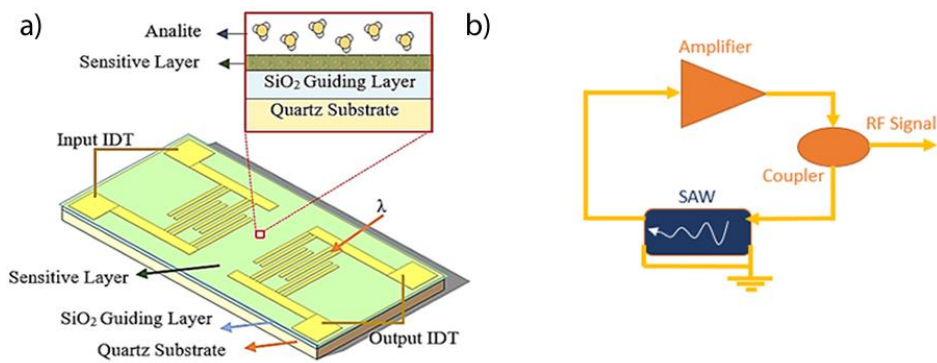 a)
Analite
Sensitive Layer
SiO₂ Guiding Layer
Quartz Substrate
Input IDT
λ
Sensitive Layer
SiO₂ Guiding Layer
Quartz Substrate
Output IDT
b)
Amplifier
RF Signal
Coupler
SAW